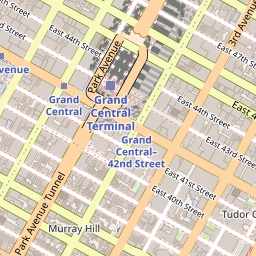 East 44th Street
Park Avenue
3rd Avenue
East 47th Street
venue
Grand
Central
Grand
Central
Terminal
East 44th Street
East 4
Grand
Central–
42nd Street
East 43rd Street
East 41st Street
East 40th Street
Park Avenue Tunnel
Murray Hill
Tudor C